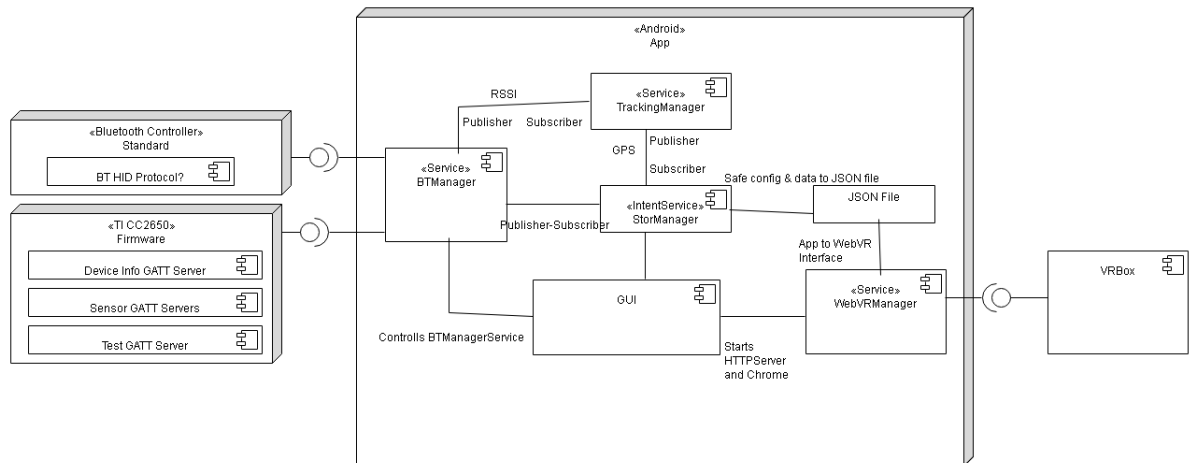 «Android»
App
«Bluetooth Controller»
Standard
BT HID Protocol?
«TI CC2650»
Firmware
Device Info GATT Server
Sensor GATT Servers
Test GATT Server
RSSI
Publisher
Subscriber
«Service»
TrackingManager
«Service»
BTManager
GPS
Publisher
Subscriber
«IntentService»
StorManager
Publisher-Subscriber
Safe config & data to JSON file
JSON File
App to WebVR
Interface
GUI
Controlls BTManagerService
Starts
HTTPServer
and Chrome
«Service»
WebVRManager
VRBox